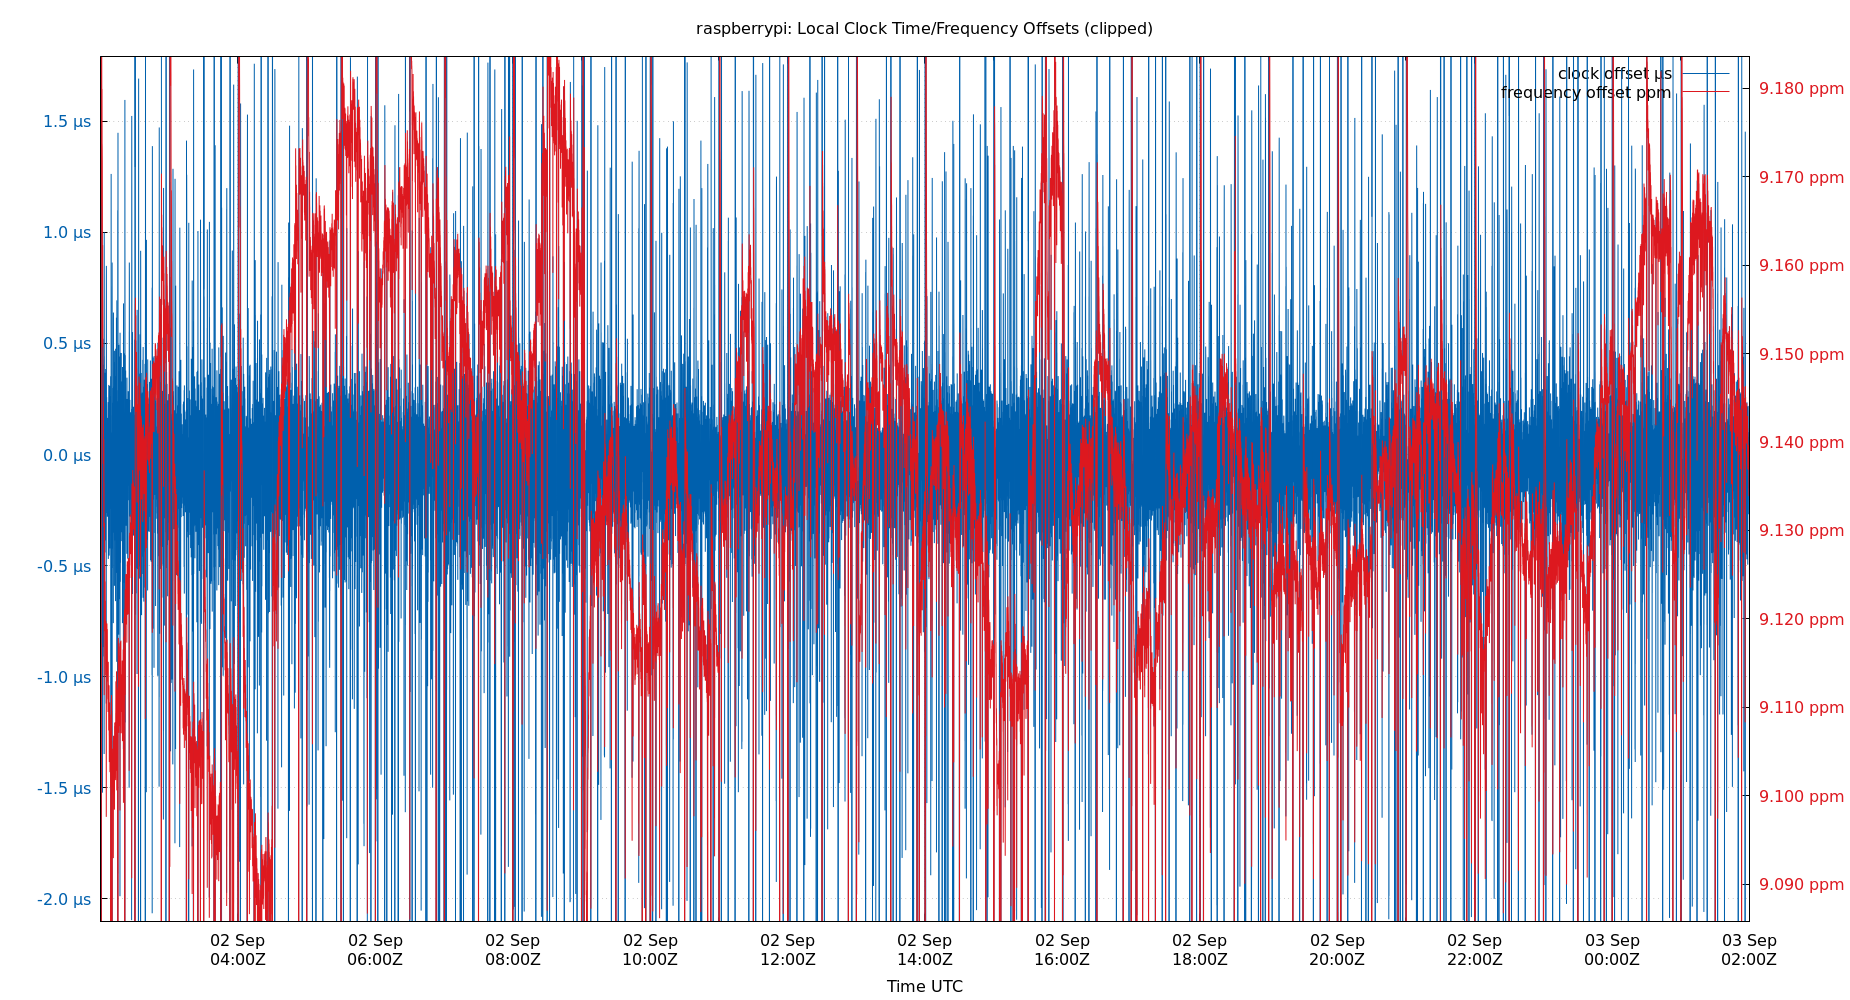 raspberrypi: Local Clock Time/Frequency Offsets (clipped)
clock offset µs
frequency offset ppm
1.5 µs
1.0 µs
0.5 µs
0.0 µs
-0.5 µs
-1.0 µs
-1.5 µs
-2.0 µs
9.180 ppm
9.170 ppm
9.160 ppm
9.150 ppm
9.140 ppm
9.130 ppm
9.120 ppm
9.110 ppm
9.100 ppm
9.090 ppm
02 Sep 02 Sep 02 Sep 02 Sep 02 Sep 02 Sep 02 Sep 02 Sep 02 Sep 02 Sep 03 Sep 03 Sep
04:00Z 06:00Z 08:00Z 10:00Z 12:00Z 14:00Z 16:00Z 18:00Z 20:00Z 22:00Z 00:00Z 02:00Z
Time UTC